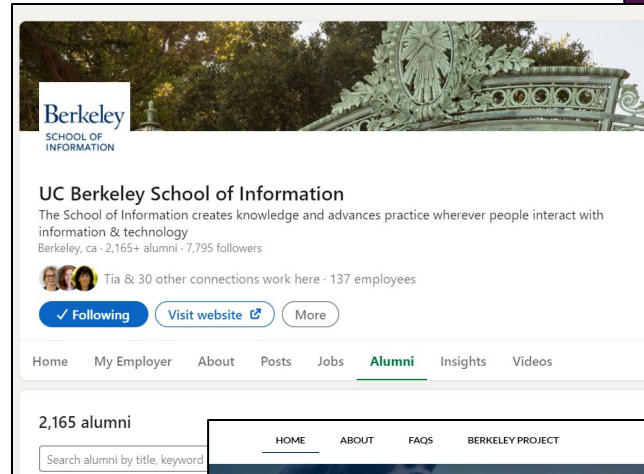 Berkeley
SCHOOL OF
INFORMATION
UC Berkeley School of Information
The School of Information creates knowledge and advances practice wherever people interact with
information & technology
Berkeley, ca · 2,165+ alumni · 7,795 followers
Tia & 30 other connections work here · 137 employees
✓ Following Visit website More
Home My Employer About Posts Jobs Alumni Insights Videos
2,165 alumni
Search alumni by title, keyword
HOME ABOUT FAQS BERKELEY PROJECT